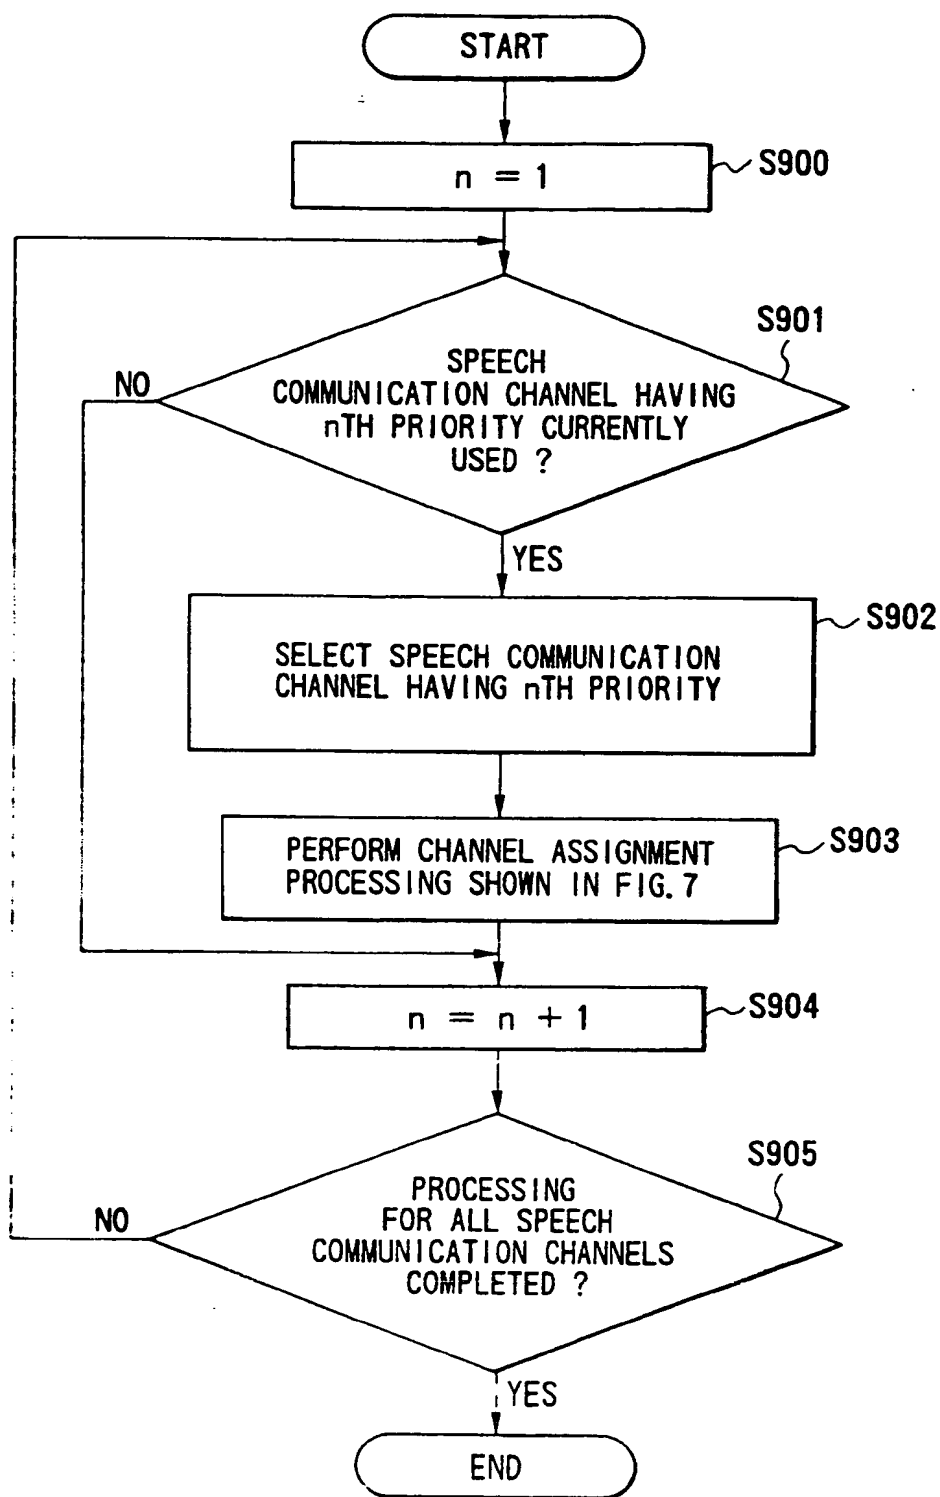 START
n = 1
S900
S901
SPEECH
COMMUNICATION CHANNEL HAVING
nTH PRIORITY CURRENTLY
USED ?
NO
YES
S902
SELECT SPEECH COMMUNICATION
CHANNEL HAVING nTH PRIORITY
S903
PERFORM CHANNEL ASSIGNMENT
PROCESSING SHOWN IN FIG. 7
n = n + 1
S904
S905
PROCESSING
FOR ALL SPEECH
COMMUNICATION CHANNELS
COMPLETED ?
NO
YES
END